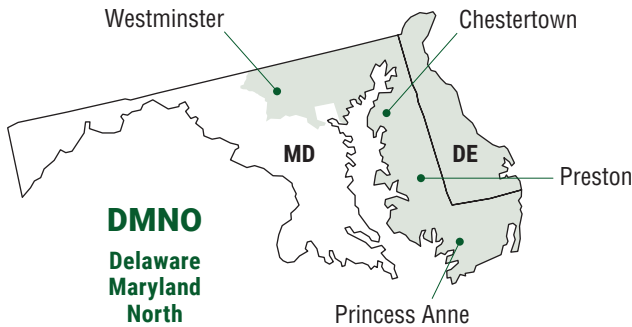 Westminster
Chestertown
MD
DE
Preston
DMNO
Delaware
Maryland
North
Princess Anne